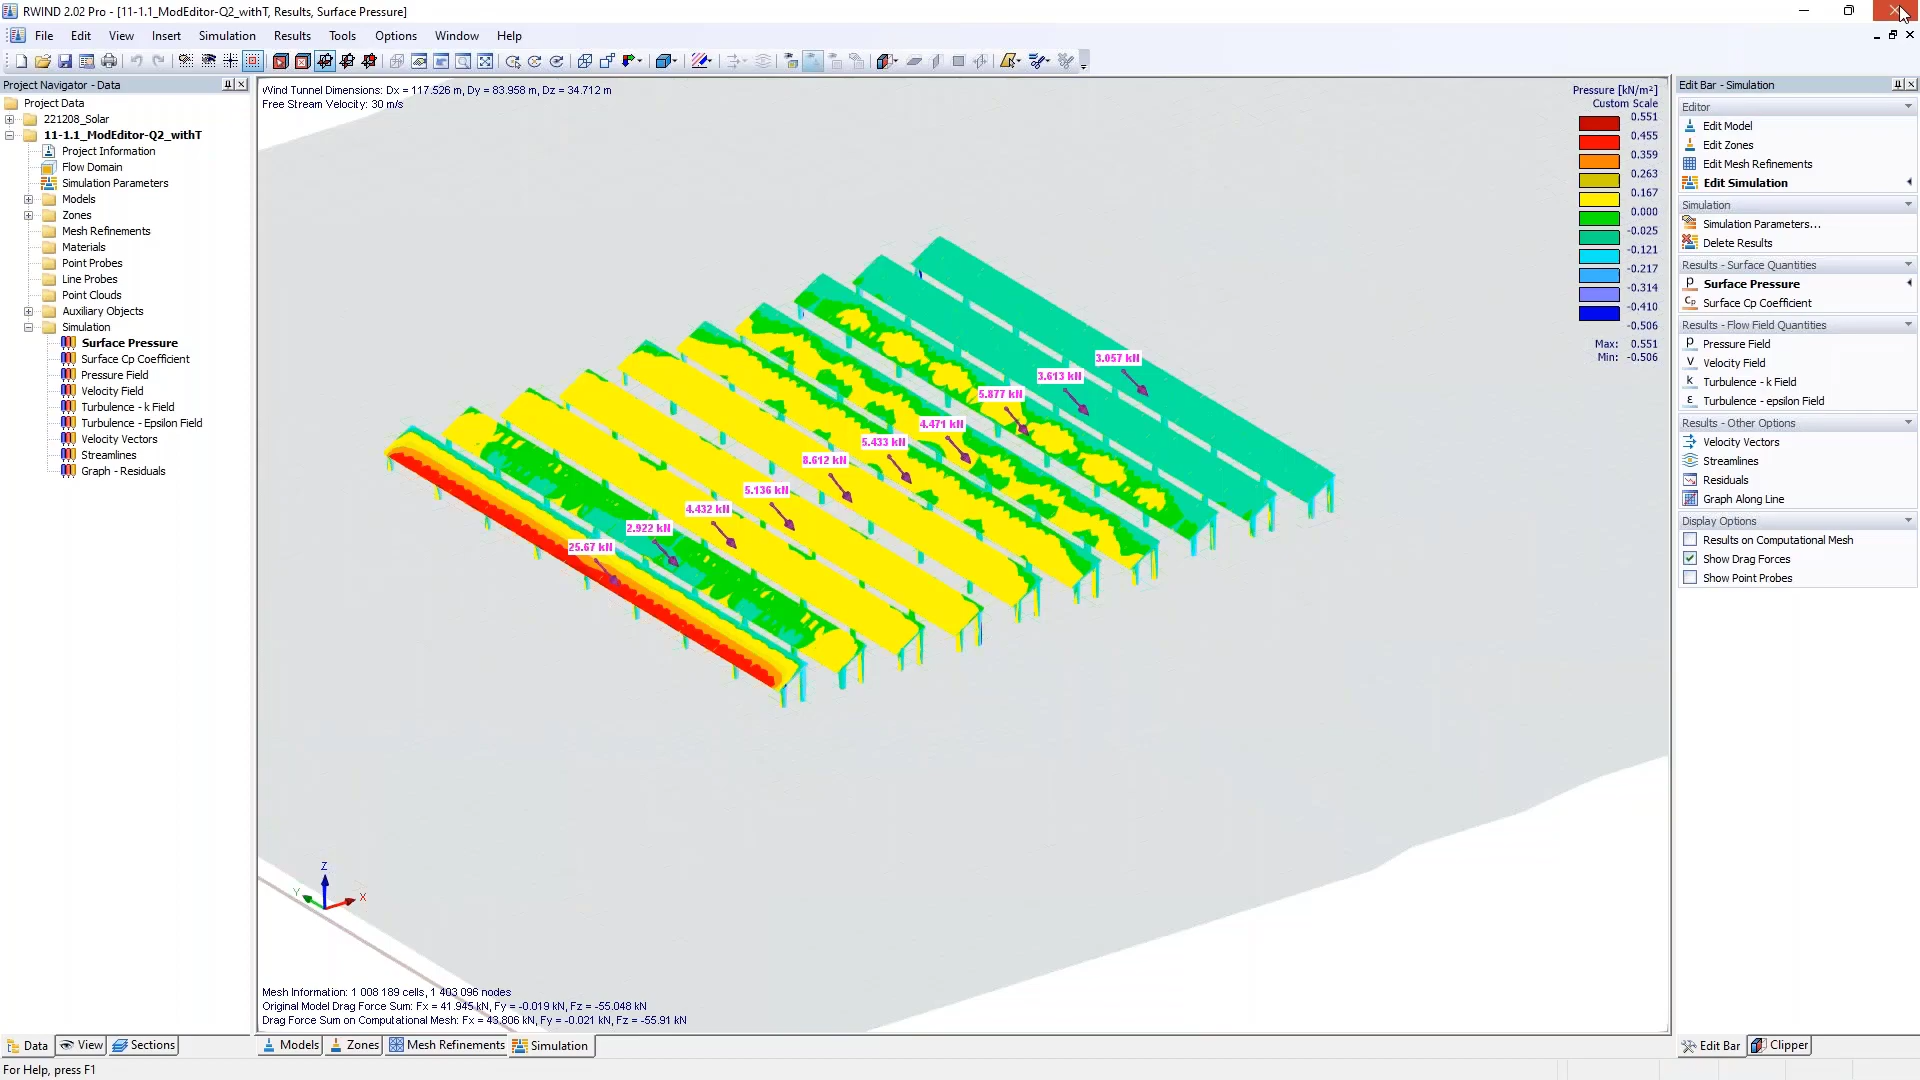 RWIND 2.02 Pro - [11-1.1_ModEditor-Q2_withT, Results, Surface Pressure]
File Edit View Insert Simulation Results Tools Options Window Help
Project Navigator - Data
Project Data
221208_Solar
11-1.1_ModEditor-Q2_withT
Project Information
Flow Domain
Simulation Parameters
Models
Zones
Mesh Refinements
Materials
Point Probes
Line Probes
Point Clouds
Auxiliary Objects
Simulation
Surface Pressure
Surface Cp Coefficient
Pressure Field
Velocity Field
Turbulence - k Field
Turbulence - Epsilon Field
Velocity Vectors
Streamlines
Graph - Residuals
Data View Sections
Wind Tunnel Dimensions: Dx = 117.526 m, Dy = 83.958 m, Dz = 34.712 m
Free Stream Velocity: 30 m/s
3.057 kN
3.613 kN
5.877 kN
4.471 kN
5.433 kN
8.612 kN
5.136 kN
4.432 kN
2.922 kN
25.67 kN
Z
Y
X
Mesh Information: 1 008 189 cells, 1 403 096 nodes
Original Model Drag Force Sum: Fx = 41.945 kN, Fy = -0.019 kN, Fz = -55.048 kN
Drag Force Sum on Computational Mesh: Fx = 43.806 kN, Fy = -0.021 kN, Fz = -55.91 kN
Models Zones Mesh Refinements Simulation
Pressure [kN/m²]
Custom Scale
0.551
0.455
0.359
0.263
0.167
0.000
-0.025
-0.121
-0.217
-0.314
-0.410
-0.506
Max: 0.551
Min: -0.506
Edit Bar - Simulation
Editor
Edit Model
Edit Zones
Edit Mesh Refinements
Edit Simulation
Simulation
Simulation Parameters...
Delete Results
Results - Surface Quantities
p Surface Pressure
Cp Surface Cp Coefficient
Results - Flow Field Quantities
p Pressure Field
v Velocity Field
k Turbulence - k Field
ε Turbulence - epsilon Field
Results - Other Options
Velocity Vectors
Streamlines
Residuals
Graph Along Line
Display Options
Results on Computational Mesh
Show Drag Forces
Show Point Probes
Edit Bar Clipper
For Help, press F1